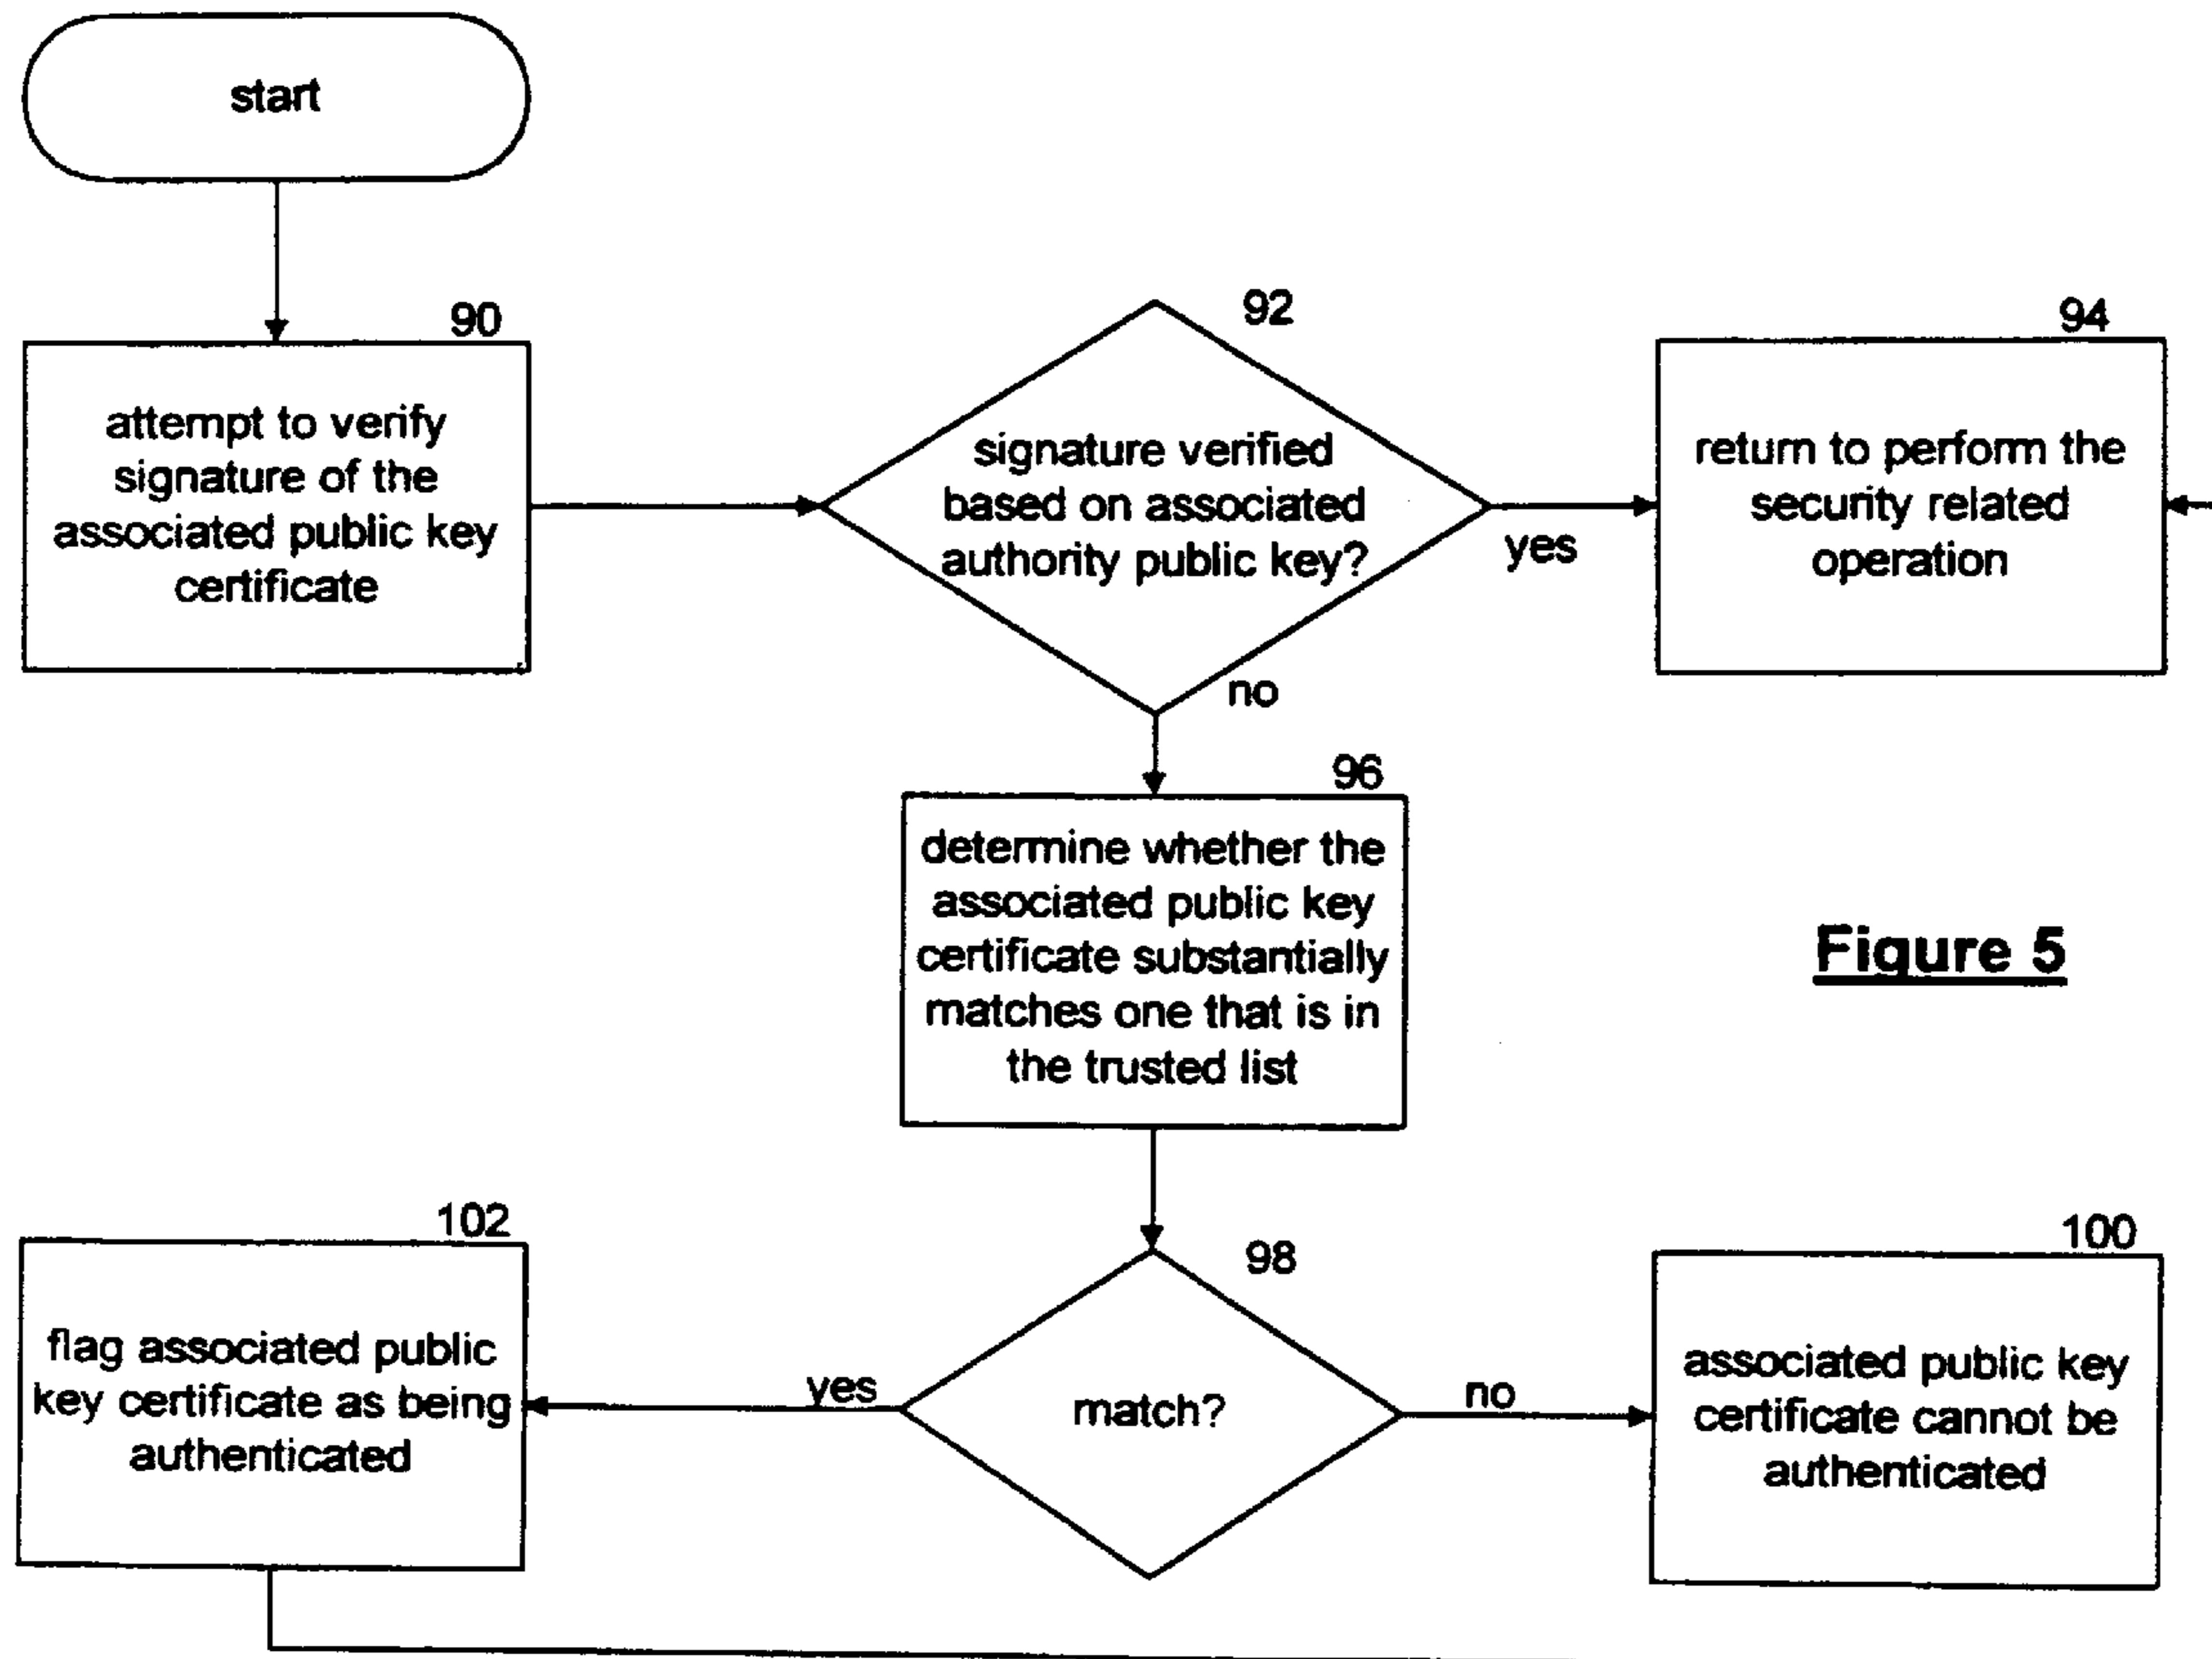 start
90
attempt to verify
signature of the
associated public key
certificate
92
signature verified
based on associated
authority public key?
yes
no
94
return to perform the
security related
operation
96
determine whether the
associated public key
certificate substantially
matches one that is in
the trusted list
Figure 5
98
match?
yes
no
102
flag associated public
key certificate as being
authenticated
100
associated public key
certificate cannot be
authenticated